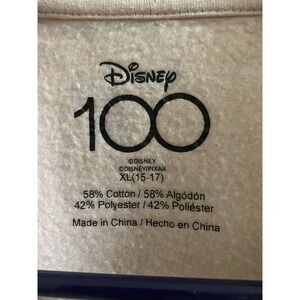 Disney
100
©DISNEY
©DISNEY/PIXAR
XL(15-17)
58% Cotton / 58% Algódón
42% Polyester / 42% Poliéster
Made in China / Hecho en China